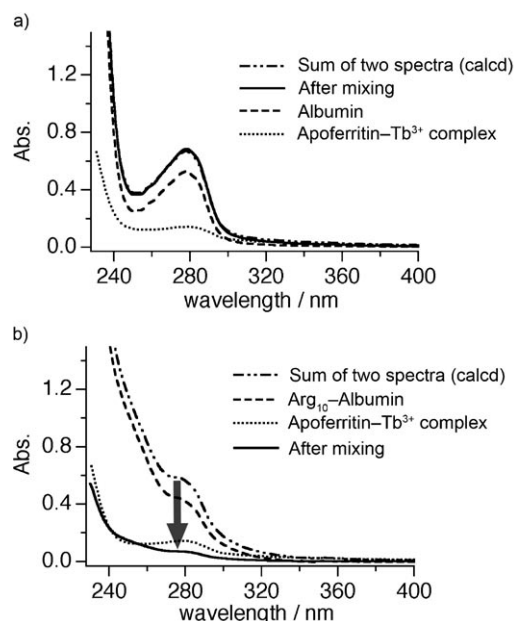 a)
Abs.
1.2
0.8
0.4
0.0
Sum of two spectra (calcd)
After mixing
Albumin
Apoferritin–Tb³⁺ complex
240 280 320 360 400
wavelength / nm
b)
Abs.
1.2
0.8
0.4
0.0
Sum of two spectra (calcd)
Arg₁₀–Albumin
Apoferritin–Tb³⁺ complex
After mixing
240 280 320 360 400
wavelength / nm